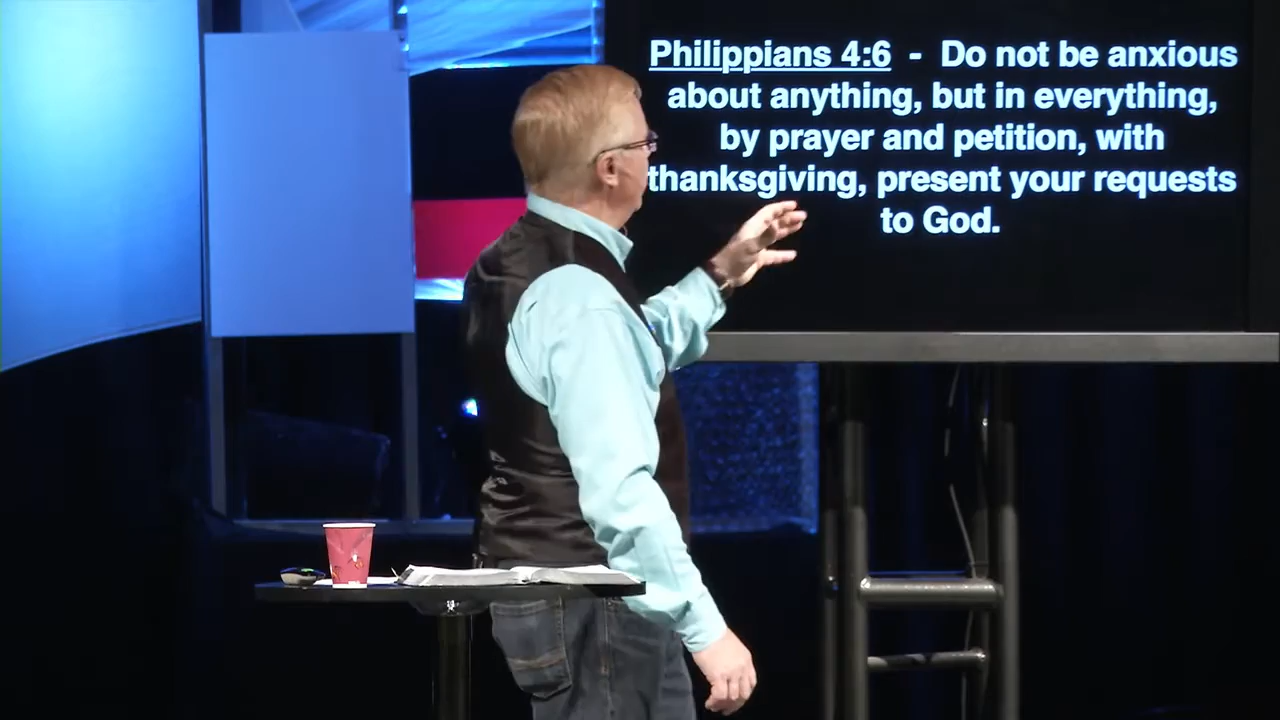 Philippians 4:6 - Do not be anxious
about anything, but in everything,
by prayer and petition, with
thanksgiving, present your requests
to God.